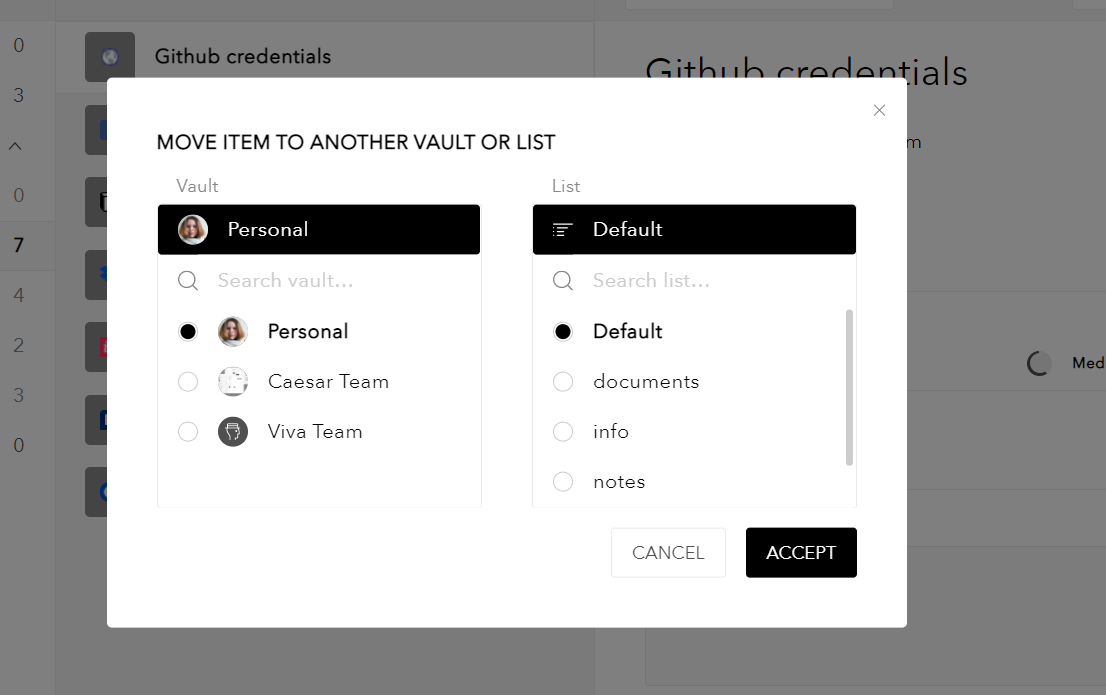 0
3
0
7
4
2
3
0
Github credentials
Github credentials
m
Med
MOVE ITEM TO ANOTHER VAULT OR LIST
Vault
Personal
Search vault...
Personal
Caesar Team
Viva Team
List
Default
Search list...
Default
documents
info
notes
CANCEL
ACCEPT